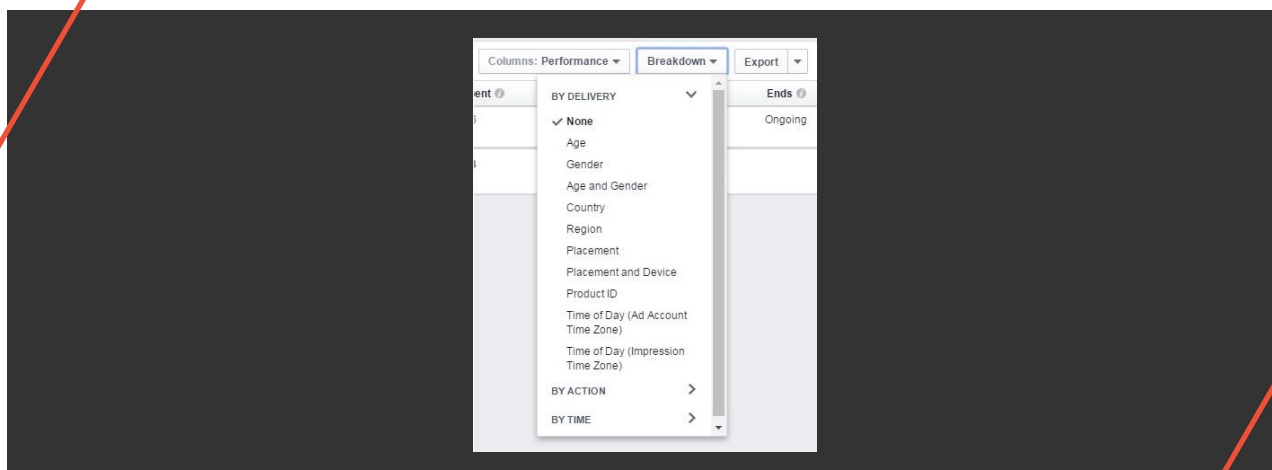 Columns: Performance Breakdown Export
Ends
BY DELIVERY
None
Ongoing
Age
Gender
Age and Gender
Country
Region
Placement
Placement and Device
Product ID
Time of Day (Ad Account
Time Zone)
Time of Day (Impression
Time Zone)
BY ACTION
BY TIME